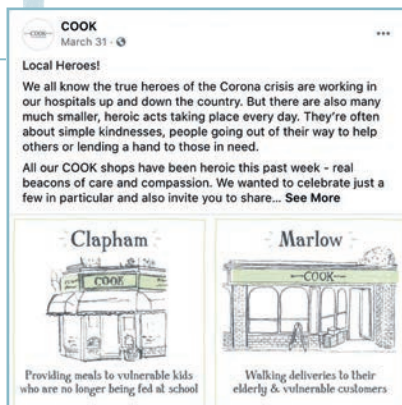 COOK
COOK
March 31 ·
Local Heroes!
We all know the true heroes of the Corona crisis are working in
our hospitals up and down the country. But there are also many
much smaller, heroic acts taking place every day. They're often
about simple kindnesses, people going out of their way to help
others or lending a hand to those in need.
All our COOK shops have been heroic this past week - real
beacons of care and compassion. We wanted to celebrate just a
few in particular and also invite you to share... See More
Clapham
COOK
Providing meals to vulnerable kids
who are no longer being fed at school
Marlow
COOK
Walking deliveries to their
elderly & vulnerable customers